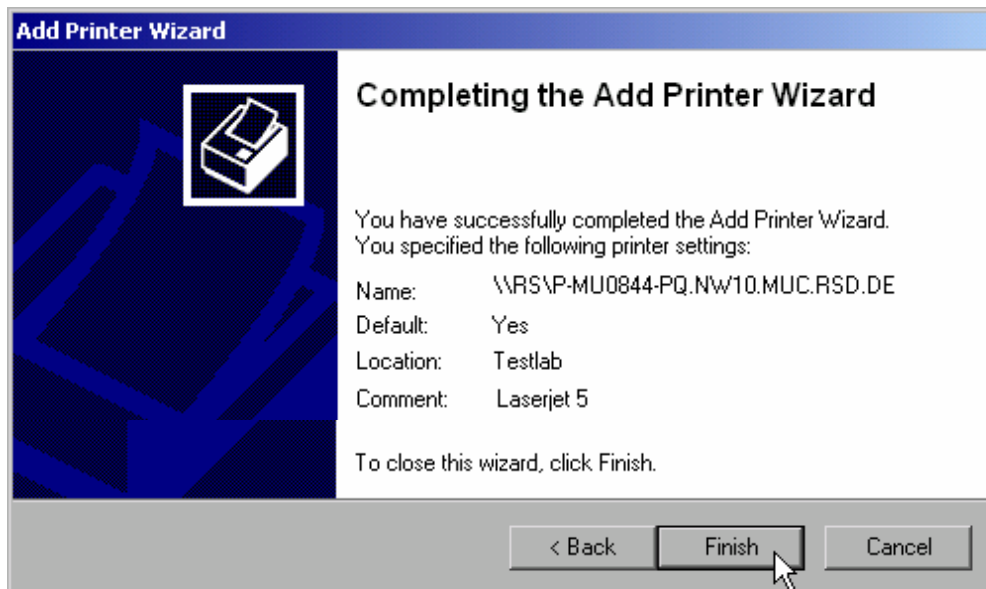 Add Printer Wizard
Completing the Add Printer Wizard
You have successfully completed the Add Printer Wizard.
You specified the following printer settings:
Name: \\RS\P-MU0844-PQ.NW10.MUC.RSD.DE
Default: Yes
Location: Testlab
Comment: Laserjet 5
To close this wizard, click Finish.
< Back Finish Cancel